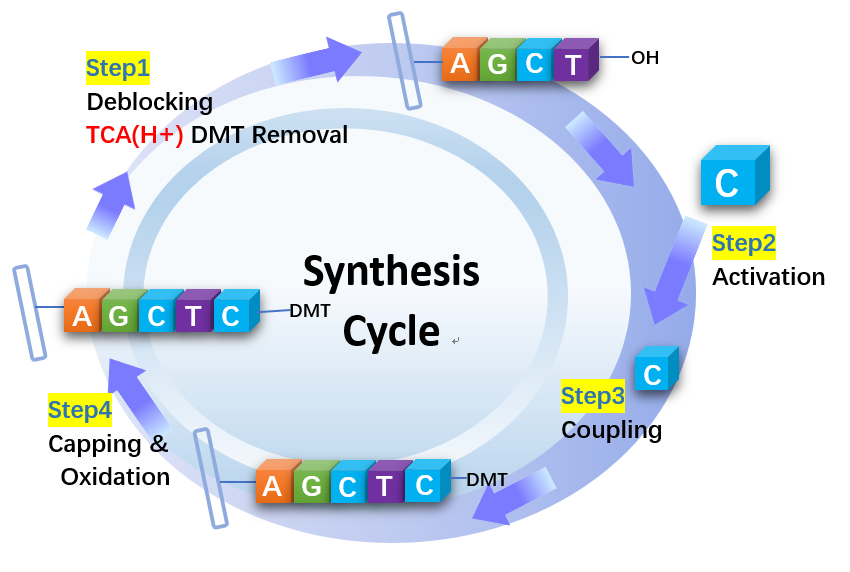 Step1
Deblocking
TCA(H+) DMT Removal
A G C T OH
C
Step2
Activation
C
Step3
Coupling
A G C T C DMT
Step4
Capping &
Oxidation
A G C T C DMT
Synthesis
Cycle ↵